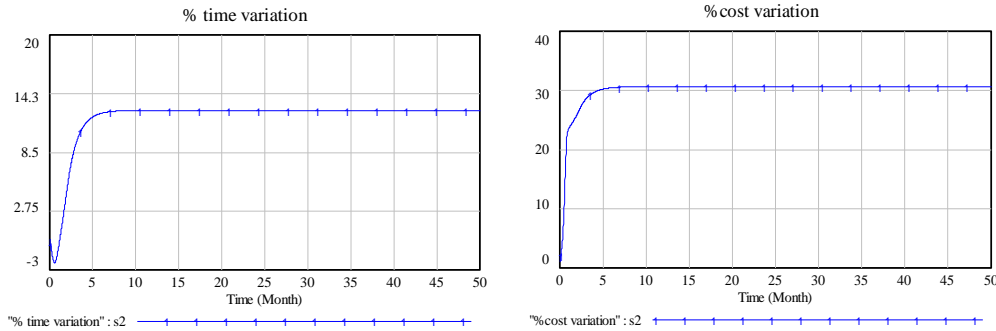 % time variation
20
14.3
8.5
2.75
-3
0 5 10 15 20 25 30 35 40 45 50
Time (Month)
"% time variation" : s2
%cost variation
40
30
20
10
0
0 5 10 15 20 25 30 35 40 45 50
Time (Month)
"%cost variation" : s2